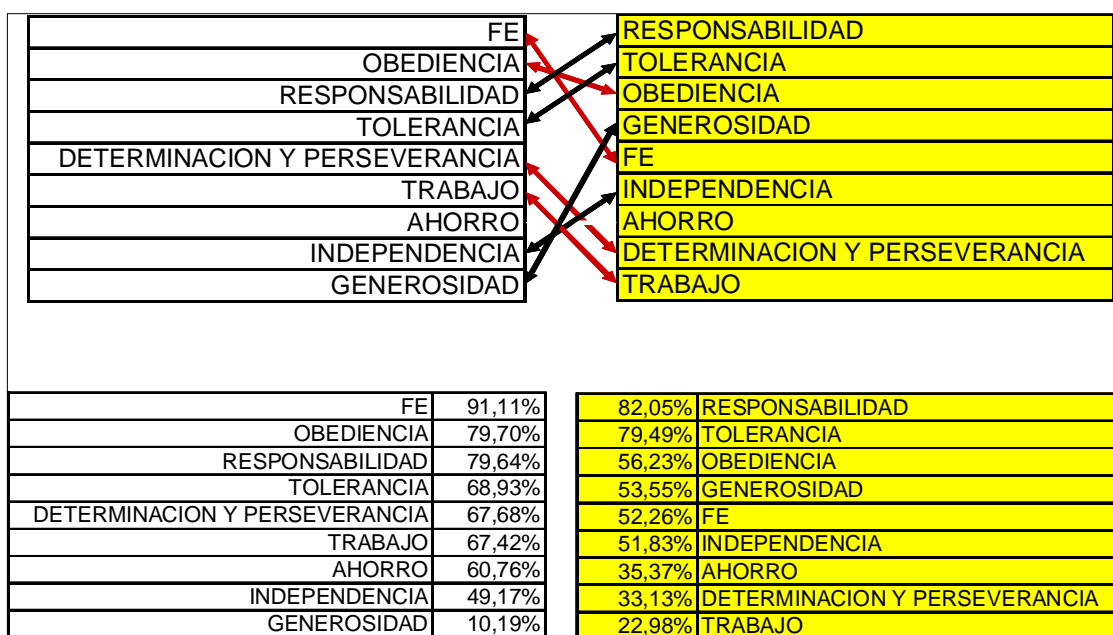 FE RESPONSABILIDAD
OBEDIENCIA TOLERANCIA
RESPONSABILIDAD OBEDIENCIA
TOLERANCIA GENEROSIDAD
DETERMINACION Y PERSEVERANCIA FE
TRABAJO INDEPENDENCIA
AHORRO AHORRO
INDEPENDENCIA DETERMINACION Y PERSEVERANCIA
GENEROSIDAD TRABAJO
FE 91,11% 82,05% RESPONSABILIDAD
OBEDIENCIA 79,70% 79,49% TOLERANCIA
RESPONSABILIDAD 79,64% 56,23% OBEDIENCIA
TOLERANCIA 68,93% 53,55% GENEROSIDAD
DETERMINACION Y PERSEVERANCIA 67,68% 52,26% FE
TRABAJO 67,42% 51,83% INDEPENDENCIA
AHORRO 60,76% 35,37% AHORRO
INDEPENDENCIA 49,17% 33,13% DETERMINACION Y PERSEVERANCIA
GENEROSIDAD 10,19% 22,98% TRABAJO